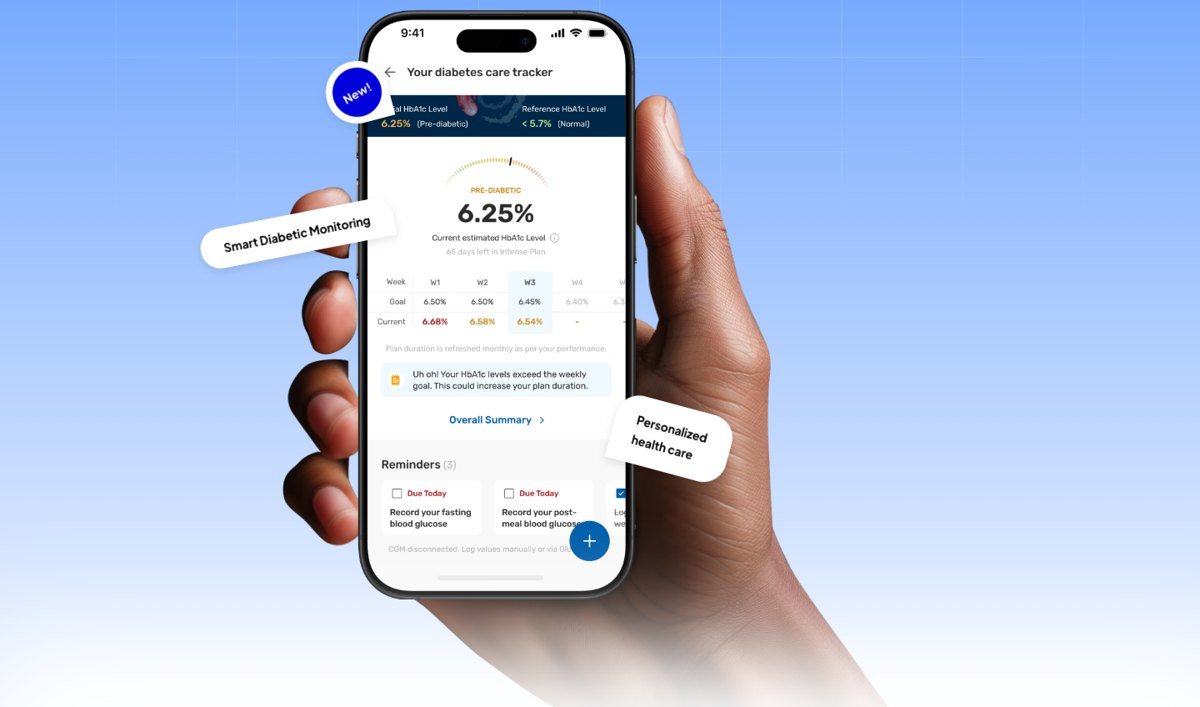 9:41
Your diabetes care tracker
New!
HbA1c Level
Reference HbA1c Level
6.25% (Pre-diabetic)
< 5.7% (Normal)
PRE-DIABETIC
6.25%
Smart Diabetic Monitoring
Current estimated HbA1c Level
65 days left in Intense Plan
Week W1 W2 W3 W4
Goal 6.50% 6.50% 6.45% 6.40%
Current 6.68% 6.58% 6.54% - -
Plan duration is refreshed monthly as per your performance.
Uh oh! Your HbA1c levels exceed the weekly
goal. This could increase your plan duration.
Overall Summary
Personalized
health care
Reminders (3)
Due Today
Record your fasting
blood glucose
Due Today
Record your post-
meal blood glucose
CGM disconnected. Log values manually or via